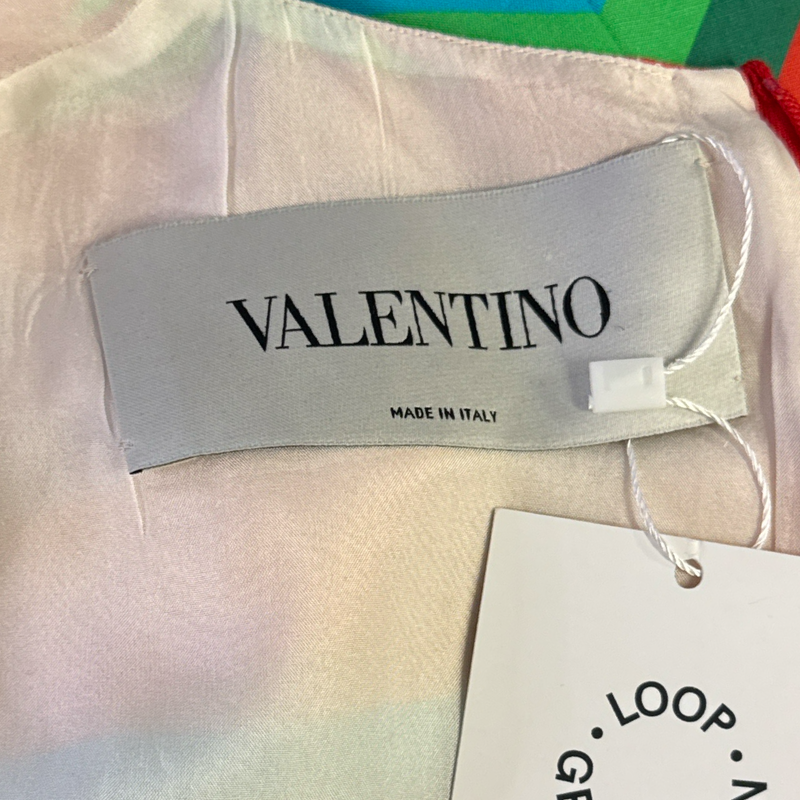 VALENTINO
MADE IN ITALY
• LOOP •